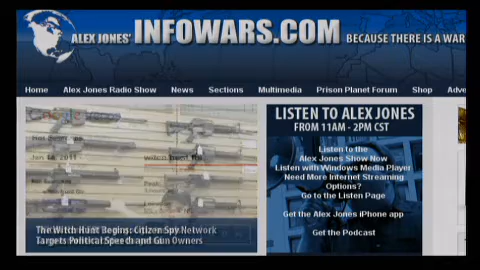 ALEX JONES' INFOWARS.COM BECAUSE THERE IS A WAR
Home Alex Jones Radio Show News Sections Multimedia Prison Planet Forum Shop Adve
LISTEN TO ALEX JONES
FROM 11AM - 2PM CST
Listen to the
Alex Jones Show Now
Listen with Windows Media Player
Need More Internet Streaming
Options?
Go to the Listen Page
Get the Alex Jones iPhone app
Get the Podcast
The Witch Hunt Begins: Citizen Spy Network
Targets Political Speech and Gun Owners